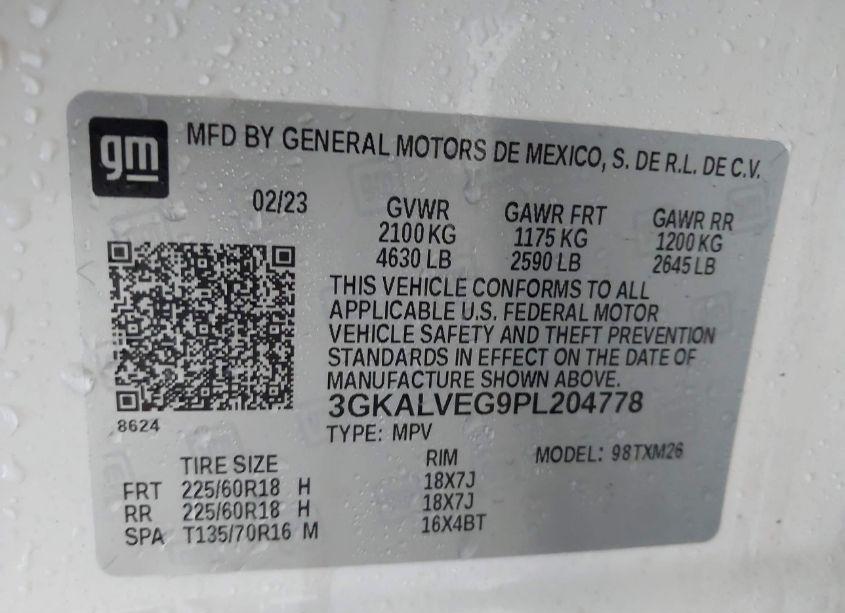 gm
MFD BY GENERAL MOTORS DE MEXICO, S. DE R.L. DE C.V.
02/23 GVWR GAWR FRT GAWR RR
2100 KG 1175 KG 1200 KG
4630 LB 2590 LB 2645 LB
THIS VEHICLE CONFORMS TO ALL
APPLICABLE U.S. FEDERAL MOTOR
VEHICLE SAFETY AND THEFT PREVENTION
STANDARDS IN EFFECT ON THE DATE OF
MANUFACTURE SHOWN ABOVE.
3GKALVEG9PL204778
8624
TYPE: MPV MODEL: 98TXM26
TIRE SIZE RIM
FRT 225/60R18 H 18X7J
RR 225/60R18 H 18X7J
SPA T135/70R16 M 16X4BT